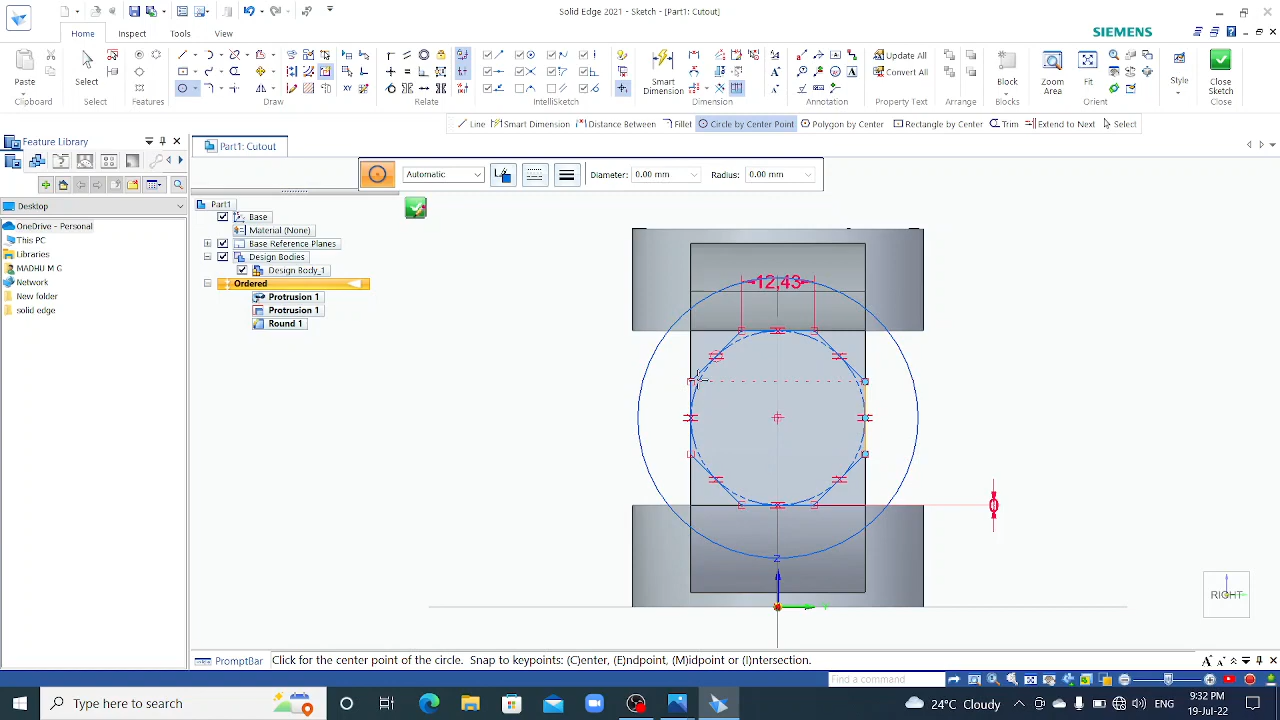 Solid Edge 2021 - Sketch - [Part1: Cutout]
Home
Inspect
Tools
View
SIEMENS
Paste
Select
Smart
Dimension
Update All
Convert All
Block
Zoom
Area
Fit
Style
Close
Sketch
Clipboard
Select
Features
Draw
Relate
IntelliSketch
Dimension
Annotation
Property Text
Arrange
Blocks
Orient
Close
Line
Smart Dimension
Distance Between
Fillet
Circle by Center Point
Polygon by Center
Rectangle by Center
Trim
Extend to Next
Select
Feature Library
Part1: Cutout
Automatic
Diameter:
0.00 mm
Radius:
0.00 mm
Desktop
OneDrive - Personal
This PC
Libraries
MADHU M G
Network
New folder
solid edge
Part1
Base
Material (None)
Base Reference Planes
Design Bodies
Design Body_1
Ordered
Protrusion 1
Protrusion 1
Round 1
12,43
0
Z
RIGHT
PromptBar
Click for the center point of the circle. Snap to keypoints: (C)enter, (E)ndpoint, (M)idpoint or (I)ntersection.
Find a command
Type here to search
24°C Cloudy
ENG
9:32 PM
19-Jul-22